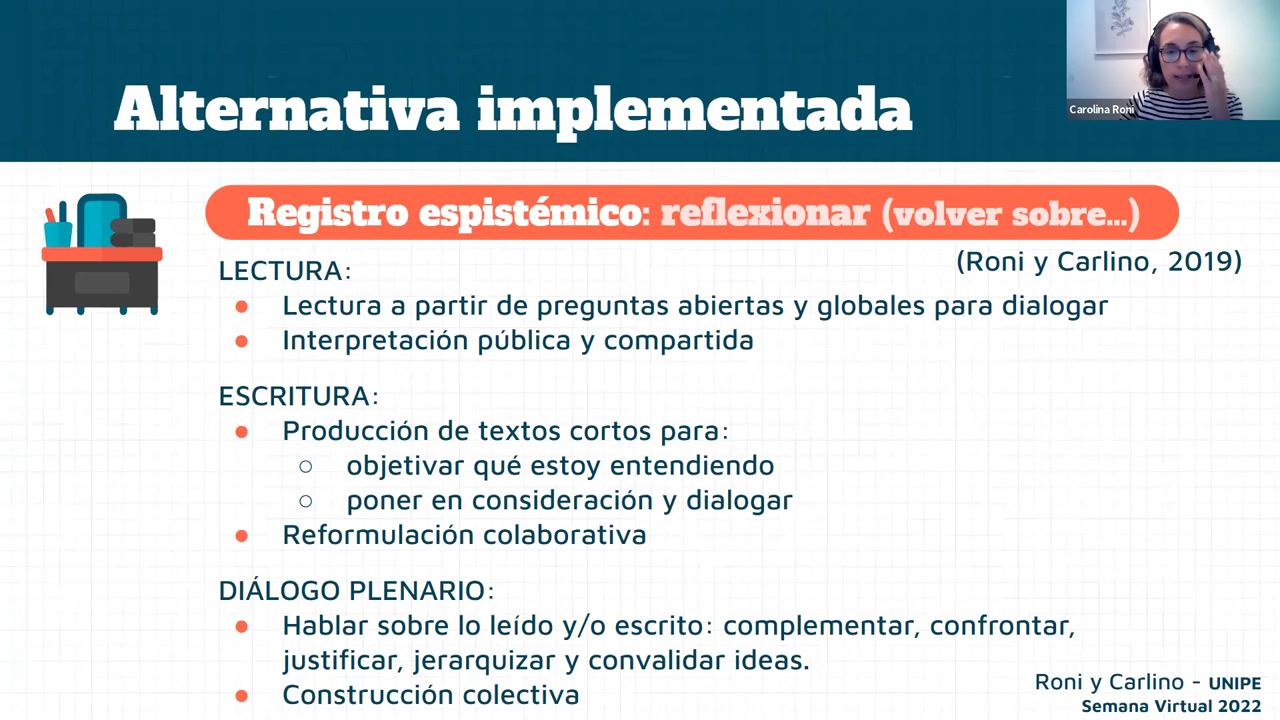 Alternativa implementada
Carolina Roni
Registro espistémico: reflexionar (volver sobre...)
(Roni y Carlino, 2019)
LECTURA:
● Lectura a partir de preguntas abiertas y globales para dialogar
● Interpretación pública y compartida
ESCRITURA:
● Producción de textos cortos para:
○ objetivar qué estoy entendiendo
○ poner en consideración y dialogar
● Reformulación colaborativa
DIÁLOGO PLENARIO:
● Hablar sobre lo leído y/o escrito: complementar, confrontar,
justificar, jerarquizar y convalidar ideas.
● Construcción colectiva
Roni y Carlino - UNIPE
Semana Virtual 2022